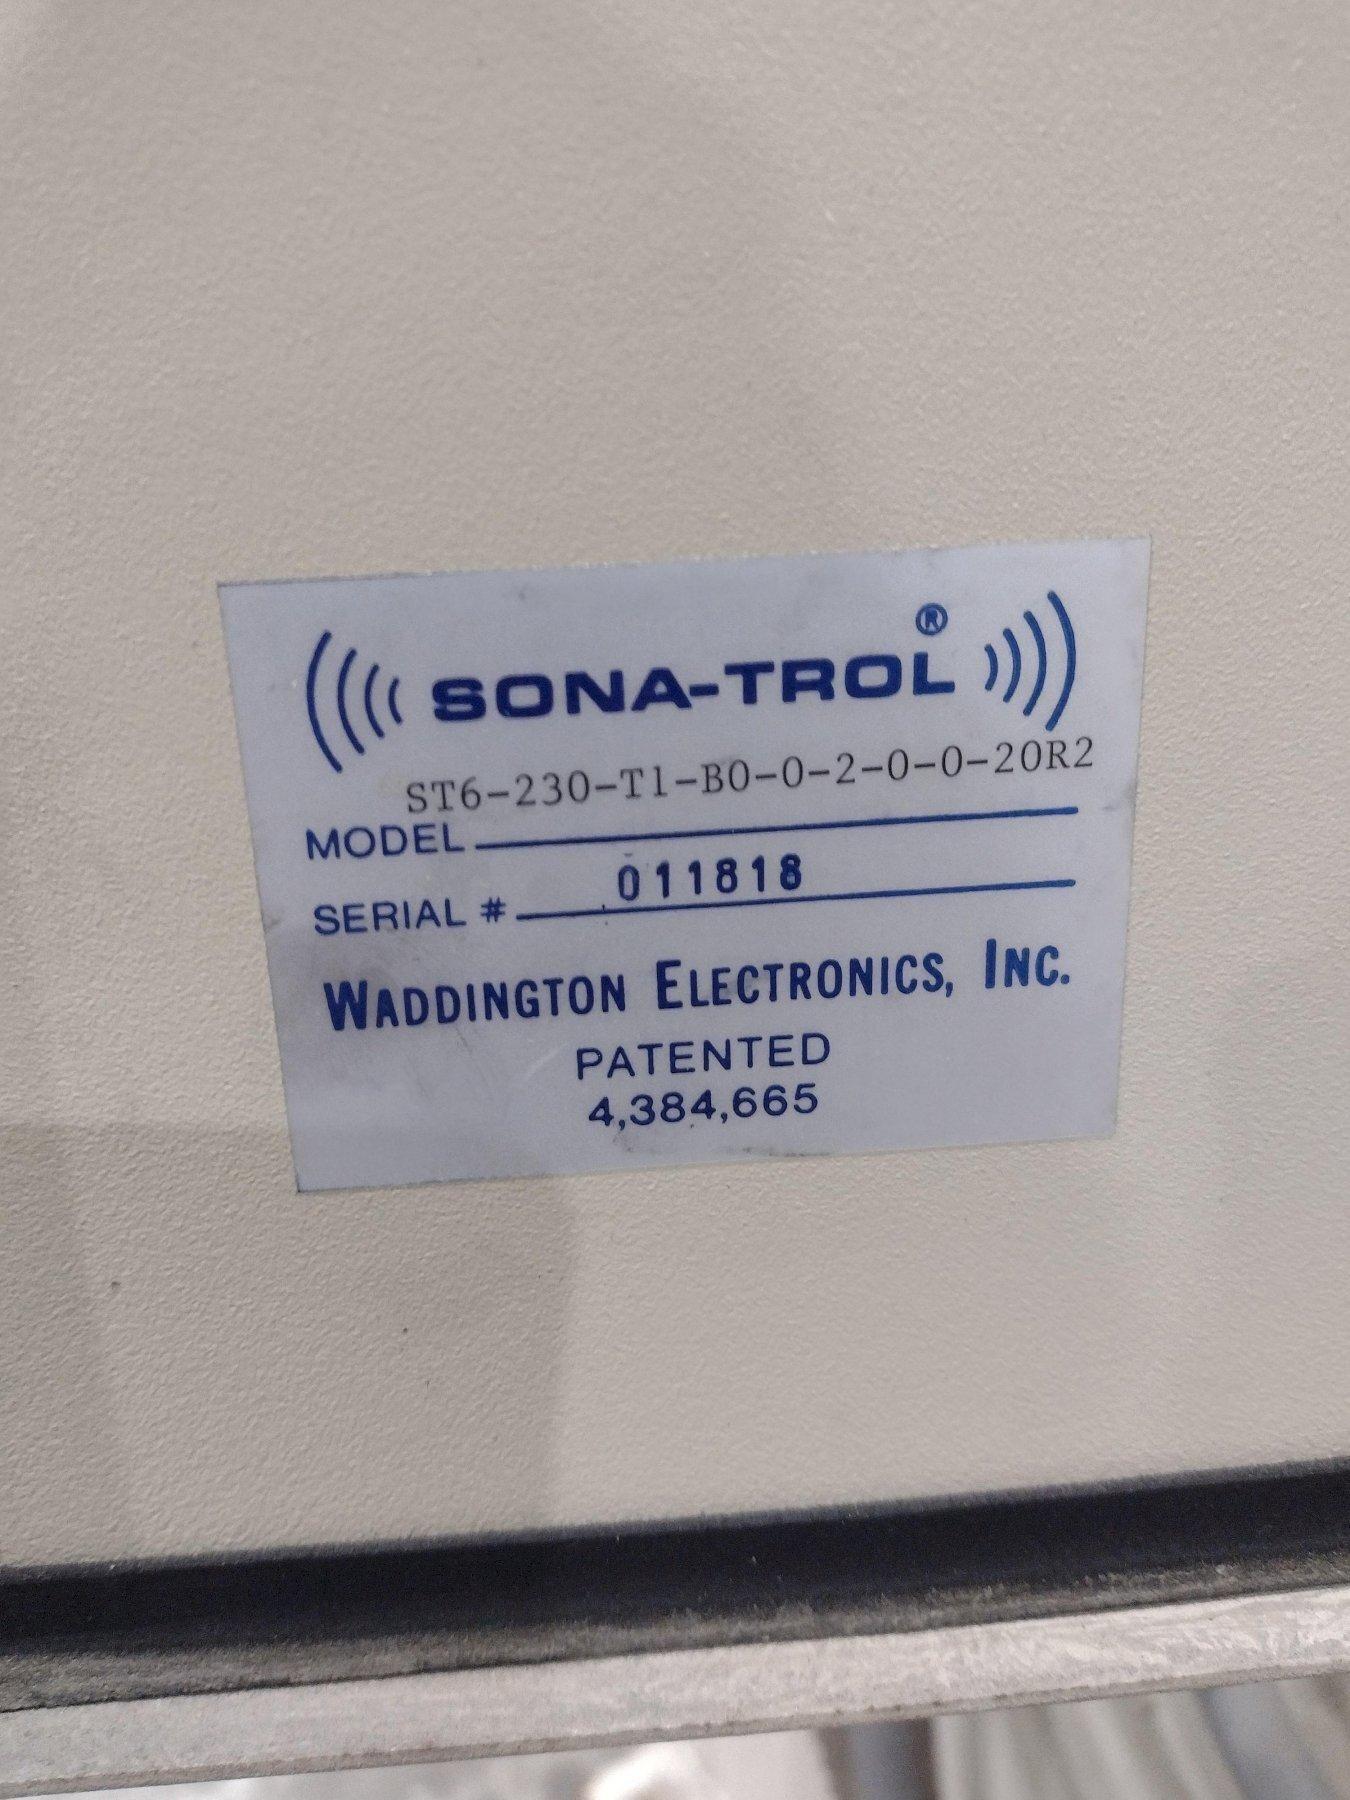 SONA-TROL®
ST6-230-T1-B0-0-2-0-0-20R2
MODEL
011818
SERIAL #
WADDINGTON ELECTRONICS, INC.
PATENTED
4,384,665